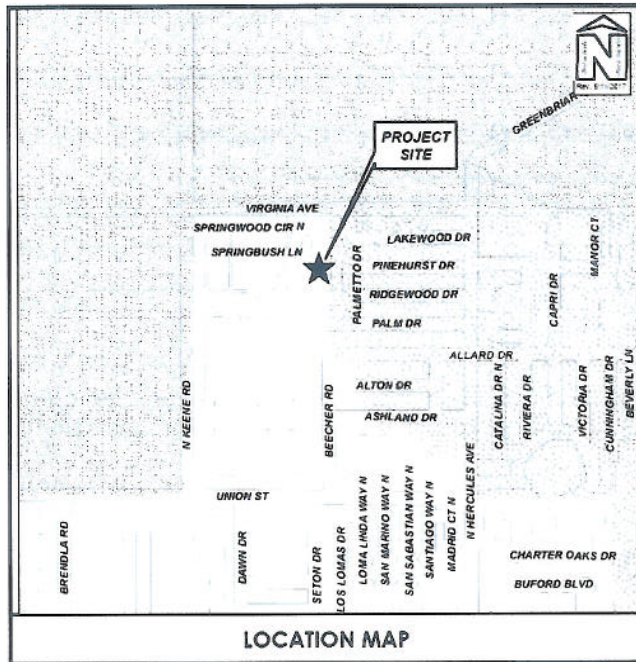 N
GREENBRIAR
PROJECT
SITE
VIRGINIA AVE
SPRINGWOOD CIR N
SPRINGBUSH LN
LAKEWOOD DR
PINEHURST DR
RIDGEWOOD DR
PALM DR
PALMETTO DR
CAPRI DR
MANOR CT
ALLARD DR
ALTON DR
ASHLAND DR
N KEENE RD
BEECHER RD
CATALINA DR N
RIVIERA DR
VICTORIA DR
CUNNINGHAM DR
BEVERLY LN
UNION ST
BRENDLA RD
DAWN DR
SETON DR
LOS LOMAS DR
LOMA LINDA WAY N
SAN MARINO WAY N
SAN SABASTIAN WAY N
SANTIAGO WAY N
MADRID CT N
N HERCULES AVE
CHARTER OAKS DR
BUFORD BLVD
LOCATION MAP